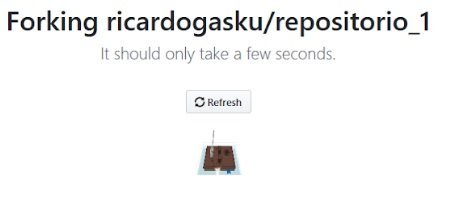 Forking ricardogasku/repositorio_1
It should only take a few seconds.
Refresh